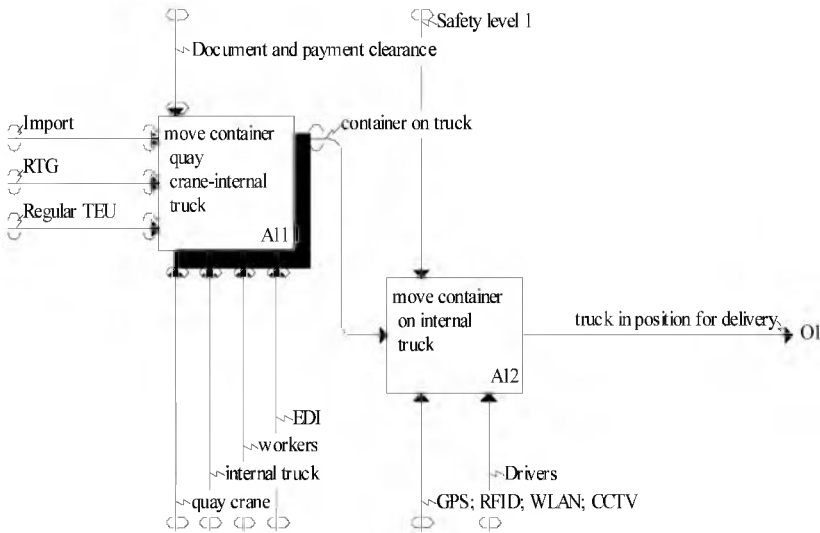 Safety level 1
Document and payment clearance
Import
RTG
Regular TEU
move container
quay
crane-internal
truck
A11
container on truck
move container
on internal
truck
A12
truck in position for delivery
O1
EDI
workers
internal truck
quay crane
Drivers
GPS; RFID; WLAN; CCTV